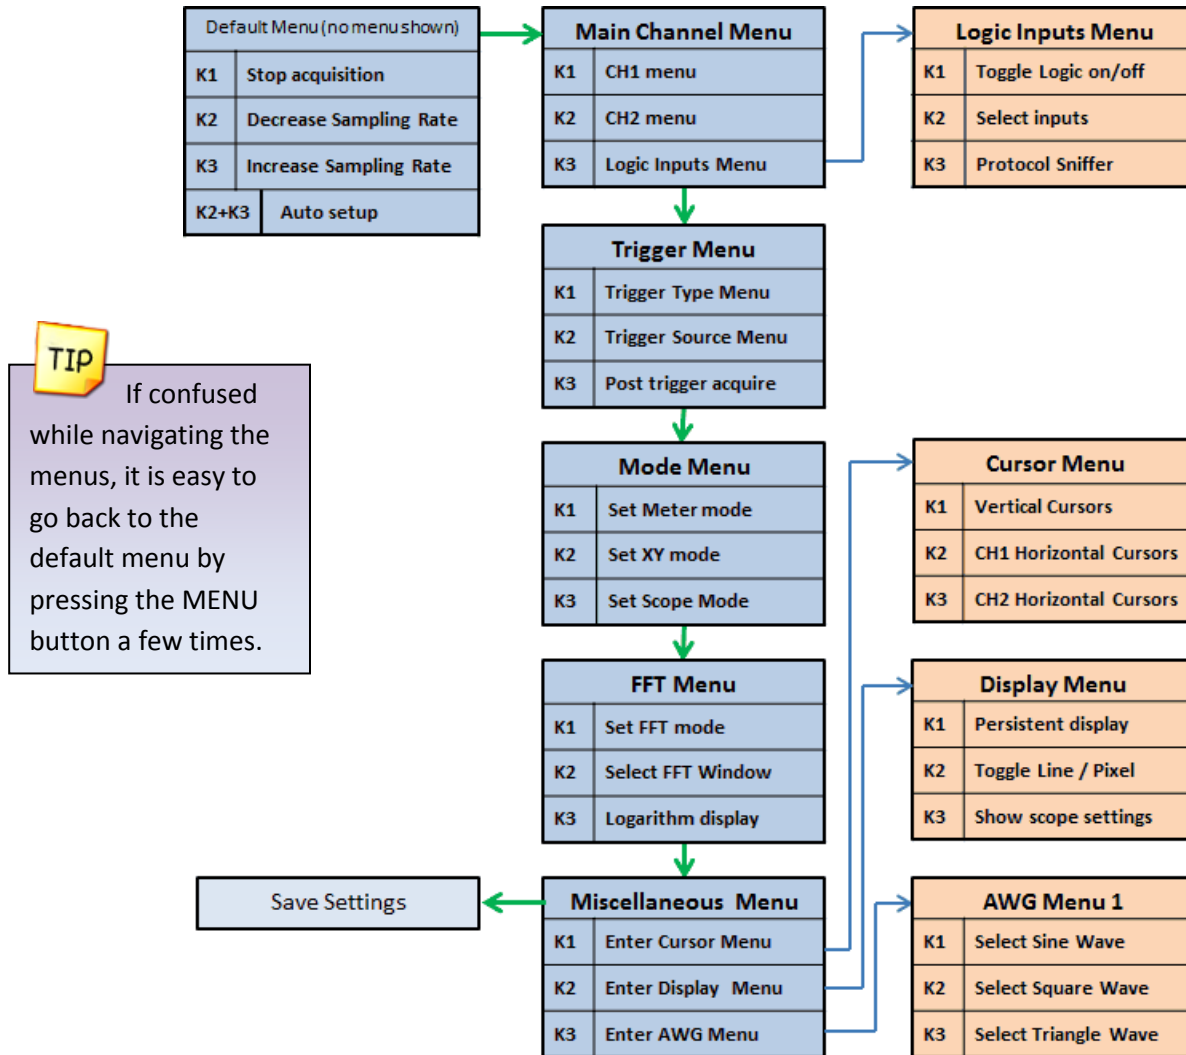 Default Menu (no menu shown)
K1 Stop acquisition
K2 Decrease Sampling Rate
K3 Increase Sampling Rate
K2+K3 Auto setup
Main Channel Menu
K1 CH1 menu
K2 CH2 menu
K3 Logic Inputs Menu
Logic Inputs Menu
K1 Toggle Logic on/off
K2 Select inputs
K3 Protocol Sniffer
Trigger Menu
K1 Trigger Type Menu
K2 Trigger Source Menu
K3 Post trigger acquire
TIP
If confused
while navigating the
menus, it is easy to
go back to the
default menu by
pressing the MENU
button a few times.
Mode Menu
K1 Set Meter mode
K2 Set XY mode
K3 Set Scope Mode
Cursor Menu
K1 Vertical Cursors
K2 CH1 Horizontal Cursors
K3 CH2 Horizontal Cursors
FFT Menu
K1 Set FFT mode
K2 Select FFT Window
K3 Logarithm display
Display Menu
K1 Persistent display
K2 Toggle Line / Pixel
K3 Show scope settings
Save Settings
Miscellaneous Menu
K1 Enter Cursor Menu
K2 Enter Display Menu
K3 Enter AWG Menu
AWG Menu 1
K1 Select Sine Wave
K2 Select Square Wave
K3 Select Triangle Wave